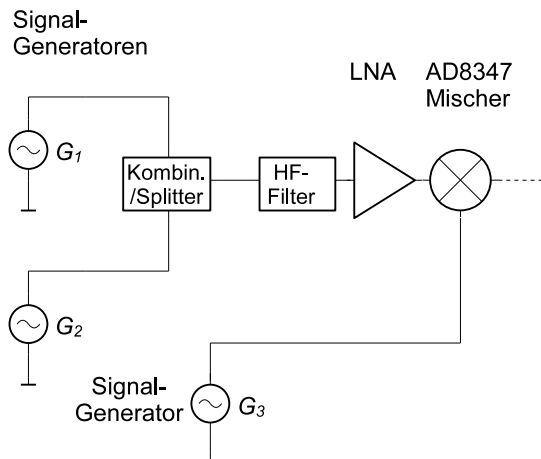 Signal-
Generatoren
LNA
AD8347
Mischer
G1
Kombin.
/Splitter
HF-
Filter
G2
Signal-
Generator
G3